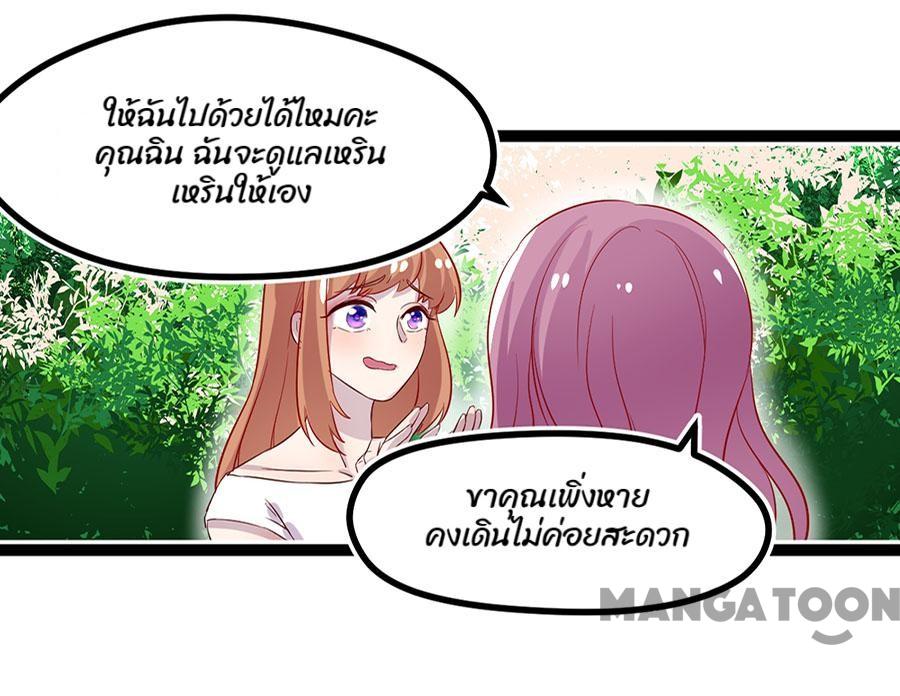 ให้ฉันไปด้วยได้ไหมคะ
คุณฉิน ฉันจะดูแลเหริน
เหรินให้เอง
ขาคุณเพิ่งหาย
คงเดินไม่ค่อยสะดวก
MANGATOON